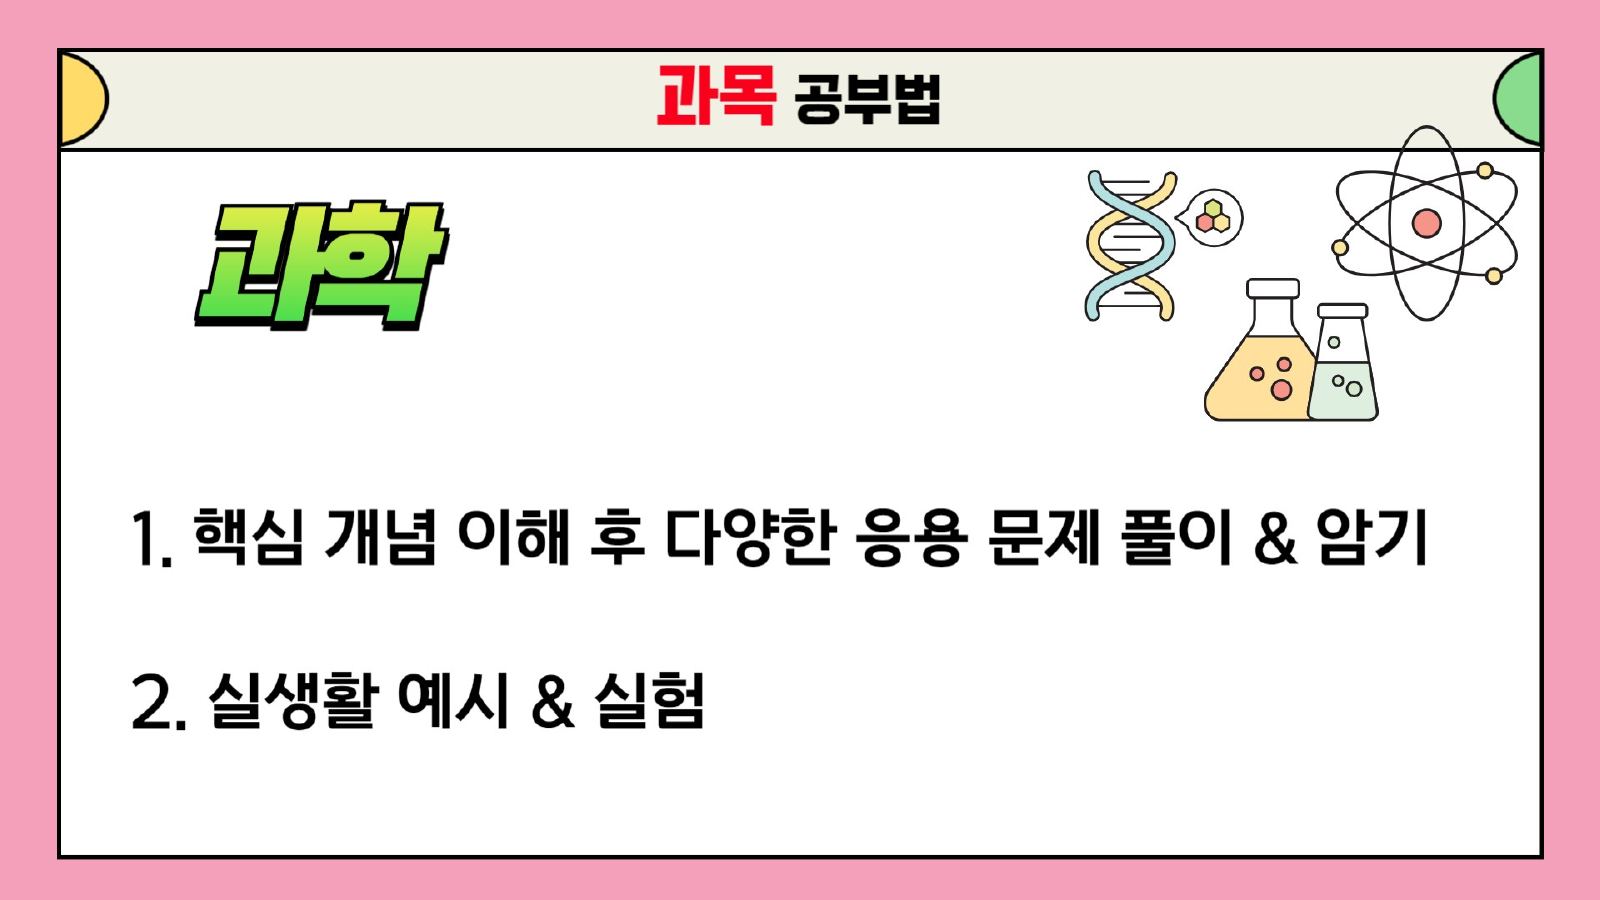 과목 공부법
과학
1. 핵심 개념 이해 후 다양한 응용 문제 풀이 & 암기
2. 실생활 예시 & 실험